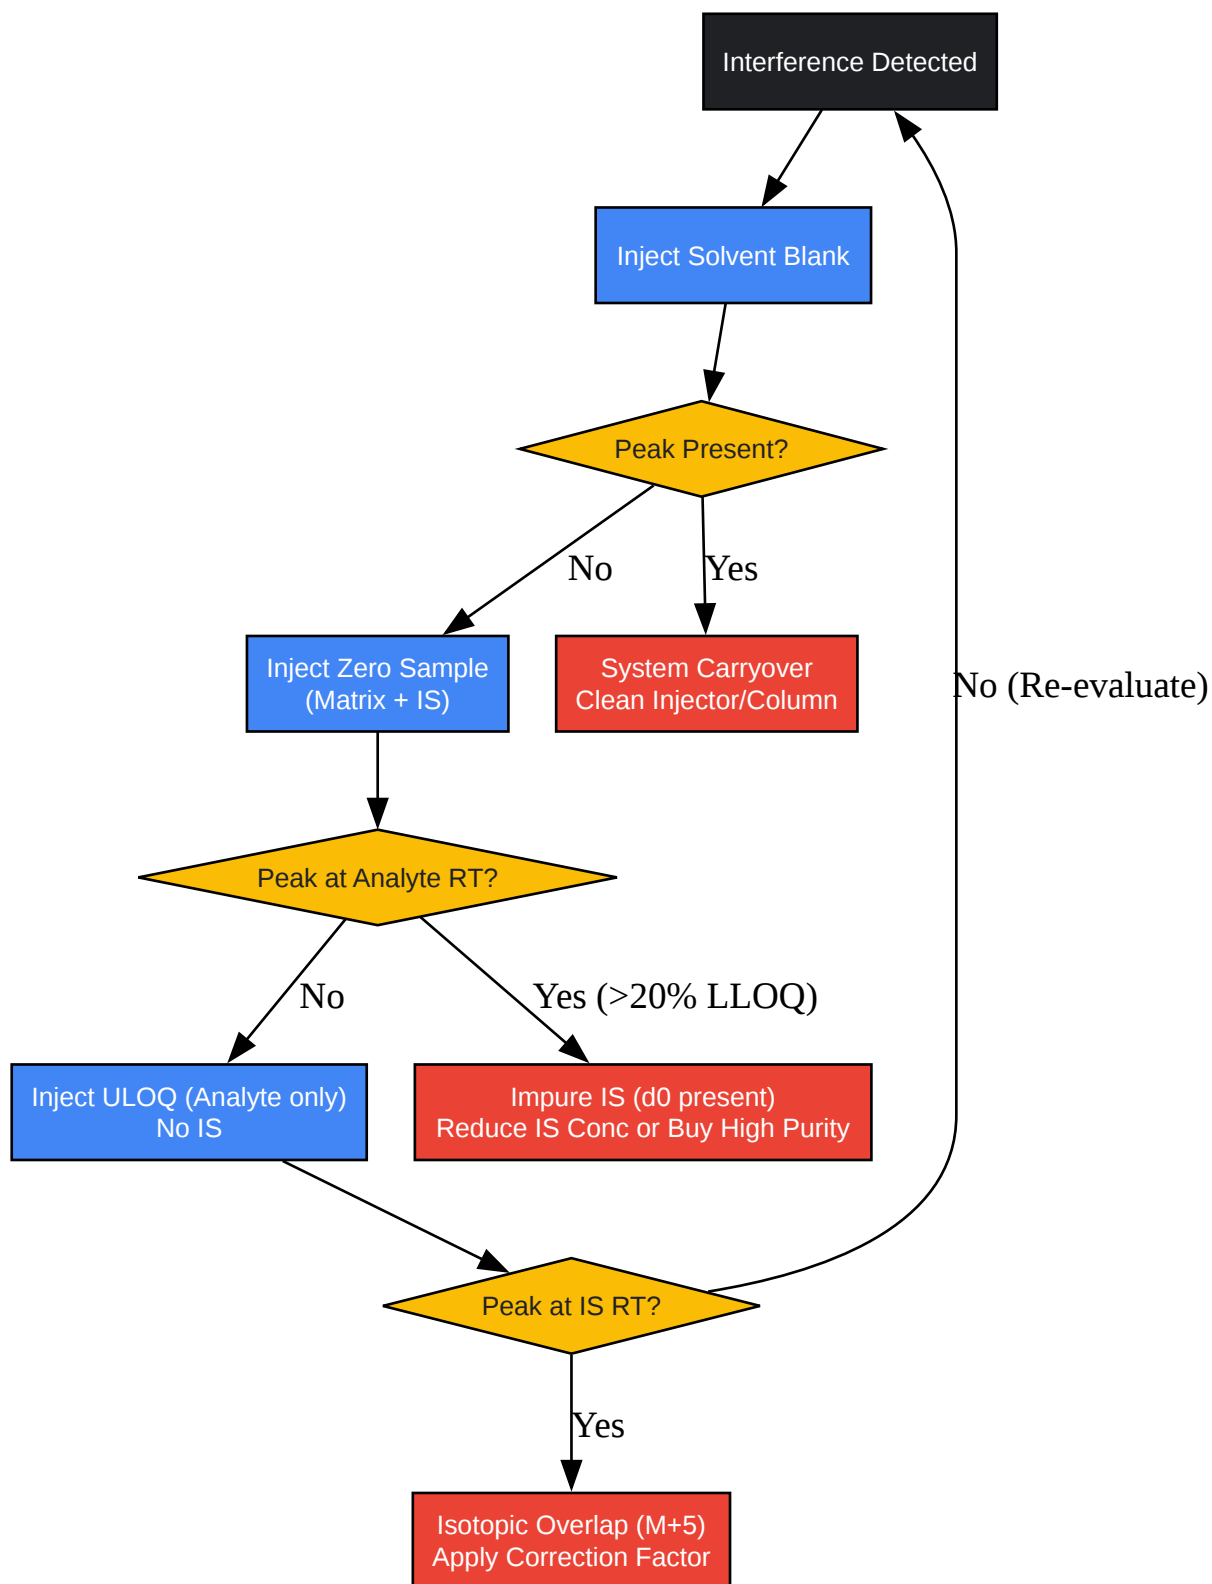 Interference Detected
Inject Solvent Blank
Peak Present?
No
Yes
Inject Zero Sample
(Matrix + IS)
System Carryover
Clean Injector/Column
No (Re-evaluate)
Peak at Analyte RT?
No
Yes (>20% LLOQ)
Inject ULOQ (Analyte only)
No IS
Impure IS (d0 present)
Reduce IS Conc or Buy High Purity
Peak at IS RT?
Yes
Isotopic Overlap (M+5)
Apply Correction Factor